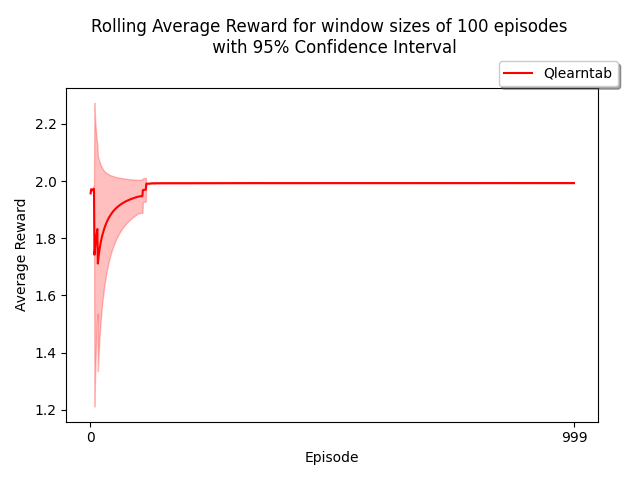 Rolling Average Reward for window sizes of 100 episodes
with 95% Confidence Interval
Qlearntab
2.2
2.0
1.8
1.6
1.4
1.2
Average Reward
0
999
Episode